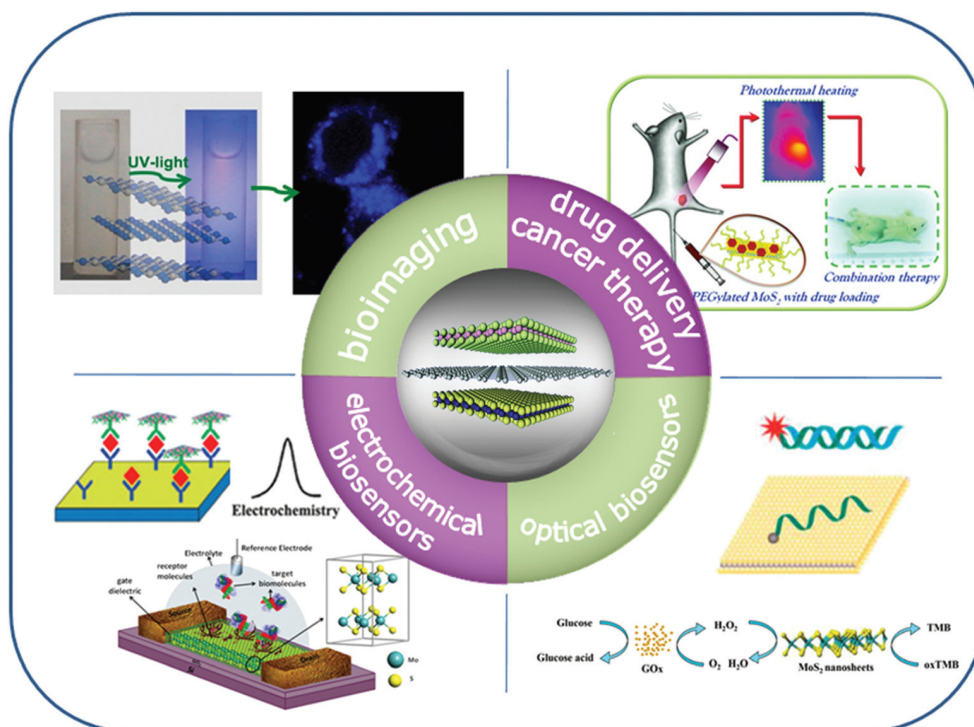 UV-light
Photothermal heating
Combination therapy
PEGylated MoS₂ with drug loading
bioimaging
drug delivery
cancer therapy
electrochemical
biosensors
optical biosensors
Electrochemistry
Reference Electrode
Electrolyte
receptor
molecules
target
biomolecules
gate
dielectric
Source
Drain
Si
Mo
S
Glucose
Glucose acid
GOx
H₂O₂
O₂ H₂O
MoS₂ nanosheets
TMB
oxTMB